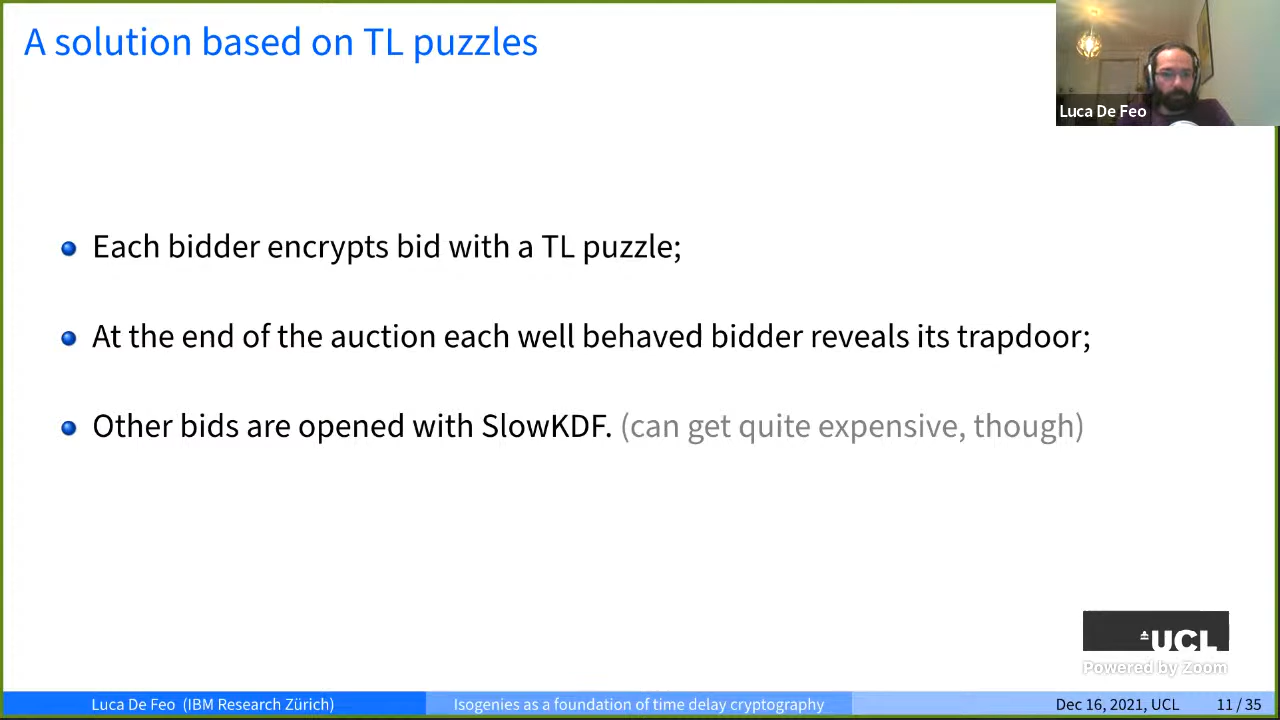 A solution based on TL puzzles
Luca De Feo
Each bidder encrypts bid with a TL puzzle;
At the end of the auction each well behaved bidder reveals its trapdoor;
Other bids are opened with SlowKDF. (can get quite expensive, though)
UCL
Powered by Zoom
Luca De Feo (IBM Research Zürich) Isogenies as a foundation of time delay cryptography Dec 16, 2021, UCL 11 / 35